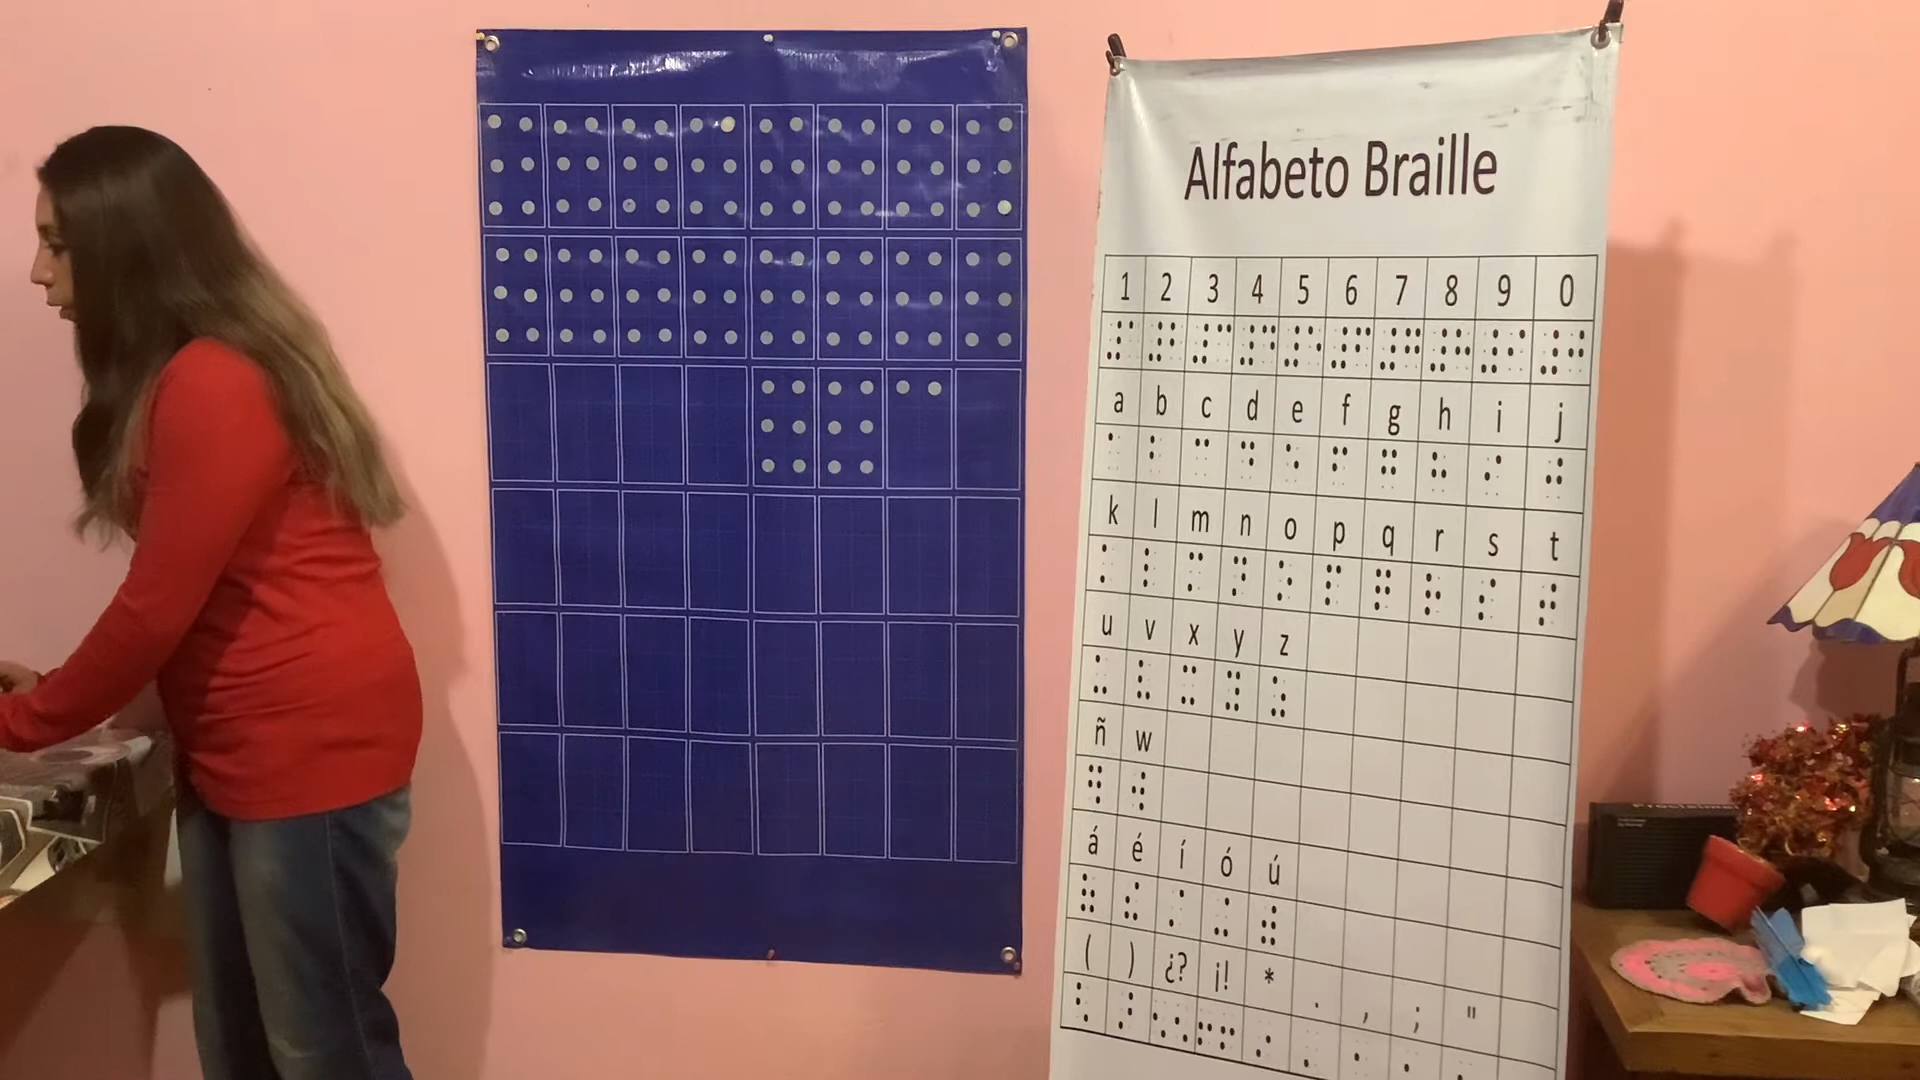 Alfabeto Braille
1 2 3 4 5 6 7 8 9 0
a b c d e f g h i j
k l m n o p q r s t
u v x y z
ñ w
á é í ó ú
( ) ¿? ¡! * . , ; "